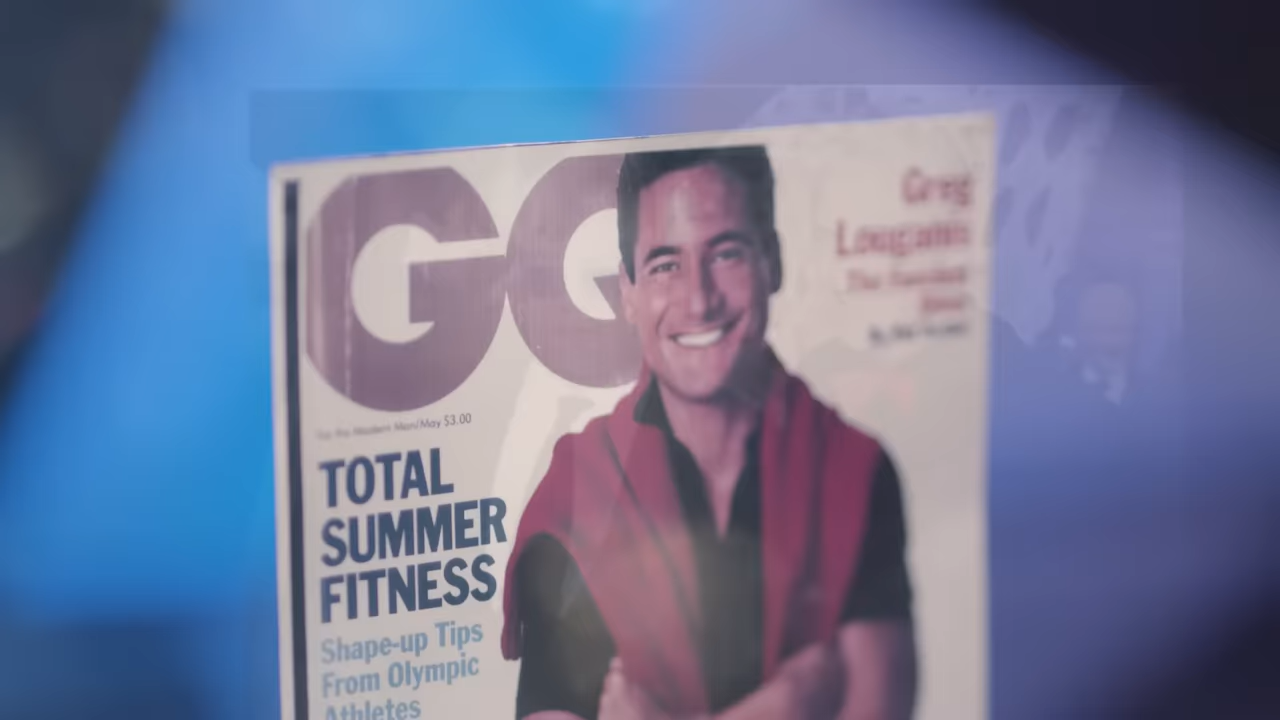 GQ
Greg
Louganis
For the Modern Man/May $3.00
TOTAL
SUMMER
FITNESS
Shape-up Tips
From Olympic
Athletes